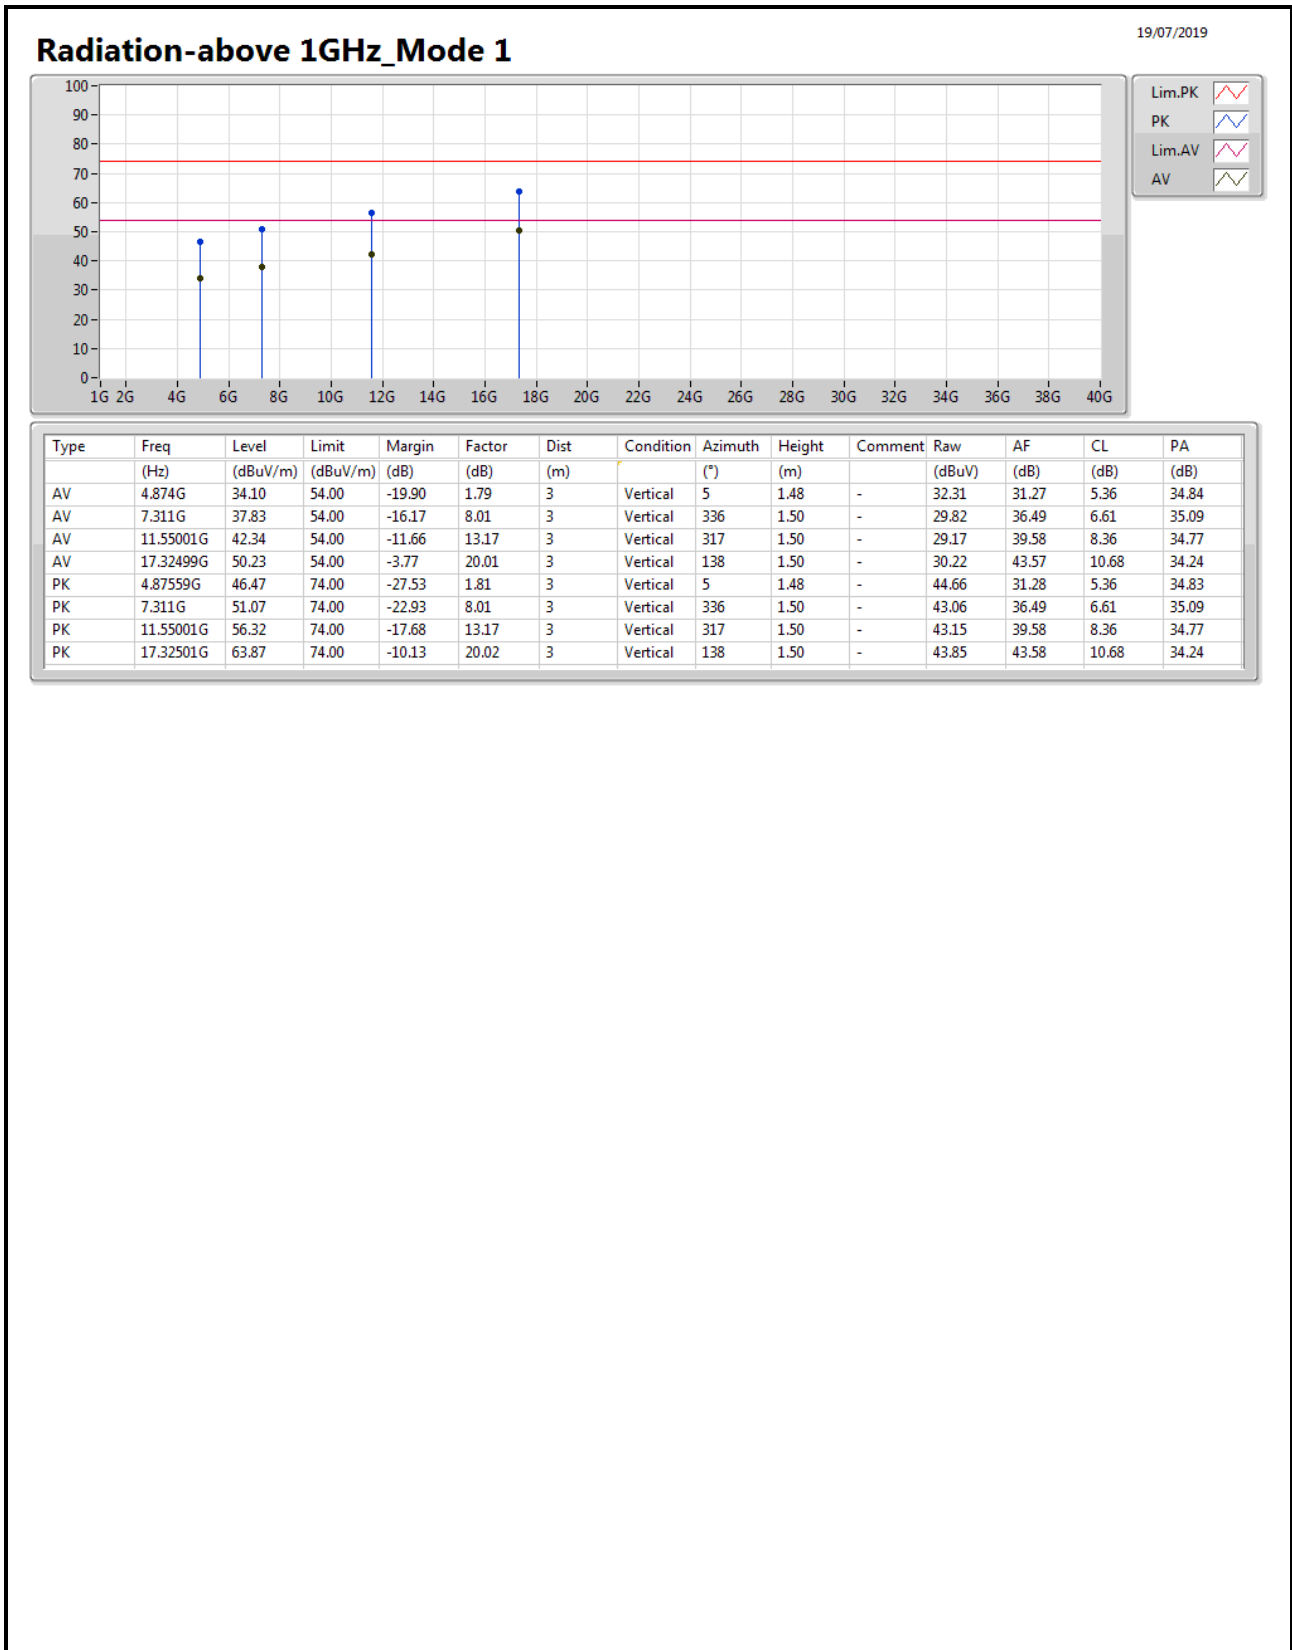 19/07/2019
Radiation-above 1GHz_Mode 1
100
90
80
70
60
50
40
30
20
10
0
1G 2G 4G 6G 8G 10G 12G 14G 16G 18G 20G 22G 24G 26G 28G 30G 32G 34G 36G 38G 40G
Lim.PK
PK
Lim.AV
AV
Type Freq Level Limit Margin Factor Dist Condition Azimuth Height Comment Raw AF CL PA
(Hz) (dBuV/m) (dBuV/m) (dB) (dB) (m) (°) (m) (dBuV) (dB) (dB) (dB)
AV 4.874G 34.10 54.00 -19.90 1.79 3 Vertical 5 1.48 - 32.31 31.27 5.36 34.84
AV 7.311G 37.83 54.00 -16.17 8.01 3 Vertical 336 1.50 - 29.82 36.49 6.61 35.09
AV 11.55001G 42.34 54.00 -11.66 13.17 3 Vertical 317 1.50 - 29.17 39.58 8.36 34.77
AV 17.32499G 50.23 54.00 -3.77 20.01 3 Vertical 138 1.50 - 30.22 43.57 10.68 34.24
PK 4.87559G 46.47 74.00 -27.53 1.81 3 Vertical 5 1.48 - 44.66 31.28 5.36 34.83
PK 7.311G 51.07 74.00 -22.93 8.01 3 Vertical 336 1.50 - 43.06 36.49 6.61 35.09
PK 11.55001G 56.32 74.00 -17.68 13.17 3 Vertical 317 1.50 - 43.15 39.58 8.36 34.77
PK 17.32501G 63.87 74.00 -10.13 20.02 3 Vertical 138 1.50 - 43.85 43.58 10.68 34.24